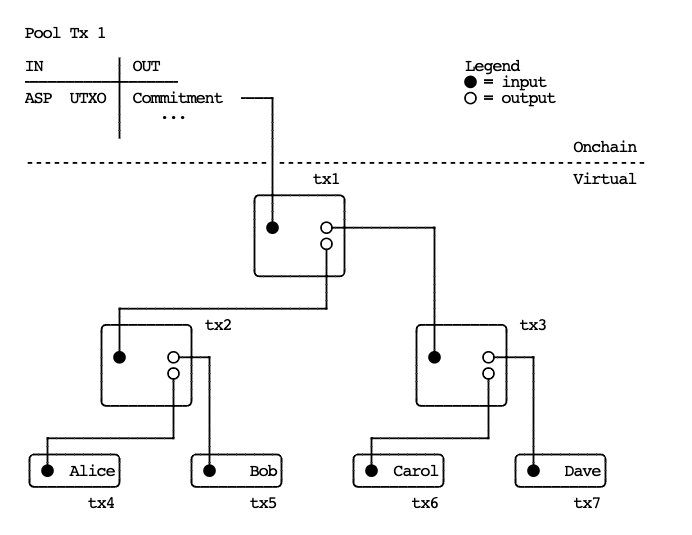 Pool Tx 1
IN OUT
ASP UTXO Commitment
...
Legend
= input
= output
Onchain
Virtual
tx1
tx2
tx3
Alice
Bob
Carol
Dave
tx4
tx5
tx6
tx7